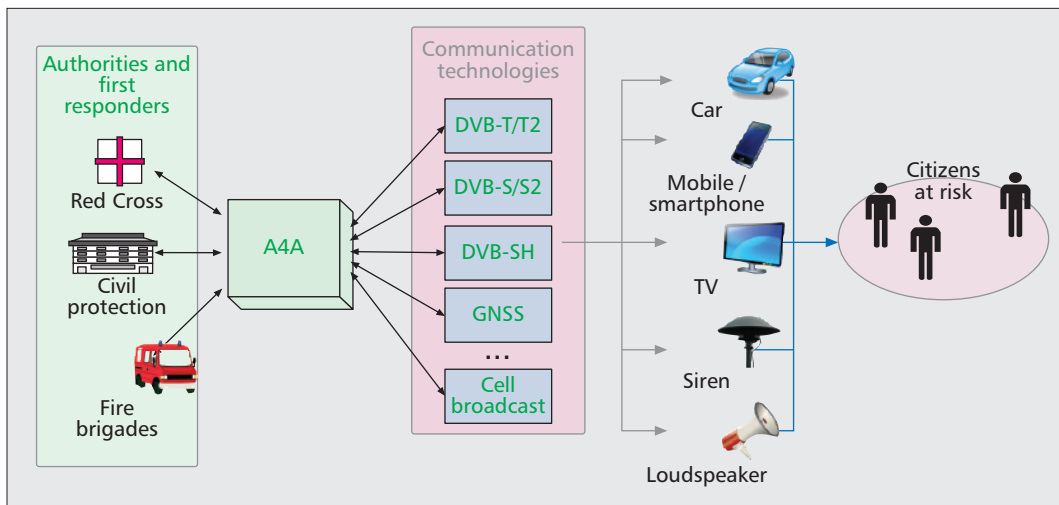 Authorities and
first
responders
Red Cross
Civil
protection
Fire
brigades
A4A
Communication
technologies
DVB-T/T2
DVB-S/S2
DVB-SH
GNSS
...
Cell
broadcast
Car
Mobile /
smartphone
TV
Siren
Loudspeaker
Citizens
at risk